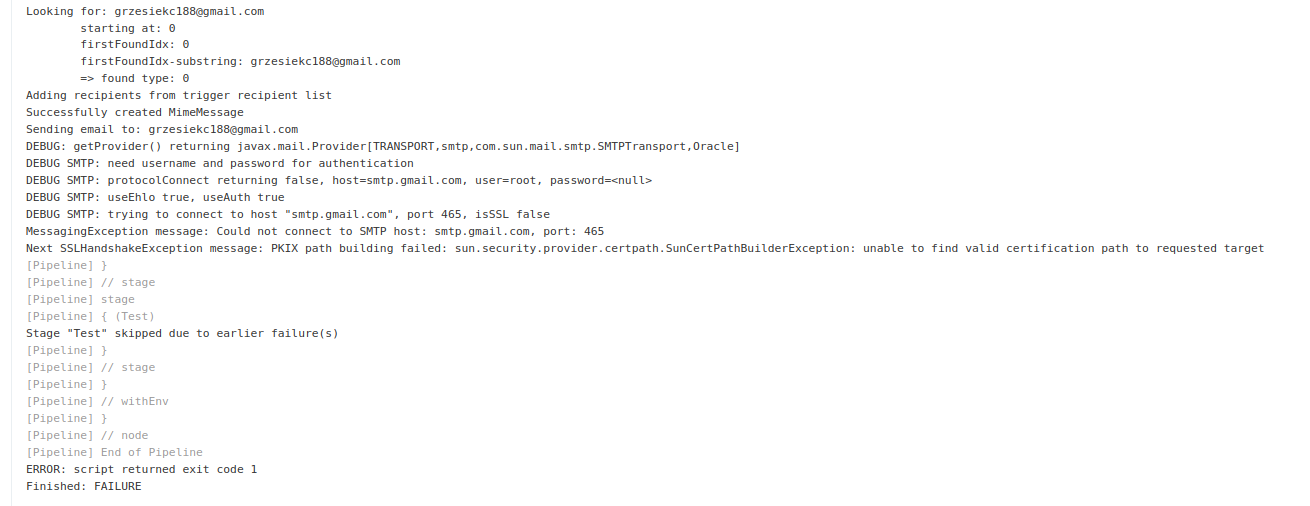 Looking for: grzesiekc188@gmail.com
starting at: 0
firstFoundIdx: 0
firstFoundIdx-substring: grzesiekc188@gmail.com
=> found type: 0
Adding recipients from trigger recipient list
Successfully created MimeMessage
Sending email to: grzesiekc188@gmail.com
DEBUG: getProvider() returning javax.mail.Provider[TRANSPORT,smtp,com.sun.mail.smtp.SMTPTransport,Oracle]
DEBUG SMTP: need username and password for authentication
DEBUG SMTP: protocolConnect returning false, host=smtp.gmail.com, user=root, password=<null>
DEBUG SMTP: useEhlo true, useAuth true
DEBUG SMTP: trying to connect to host "smtp.gmail.com", port 465, isSSL false
MessagingException message: Could not connect to SMTP host: smtp.gmail.com, port: 465
Next SSLHandshakeException message: PKIX path building failed: sun.security.provider.certpath.SunCertPathBuilderException: unable to find valid certification path to requested target
[Pipeline] }
[Pipeline] // stage
[Pipeline] stage
[Pipeline] { (Test)
Stage "Test" skipped due to earlier failure(s)
[Pipeline] }
[Pipeline] // stage
[Pipeline] }
[Pipeline] // withEnv
[Pipeline] }
[Pipeline] // node
[Pipeline] End of Pipeline
ERROR: script returned exit code 1
Finished: FAILURE